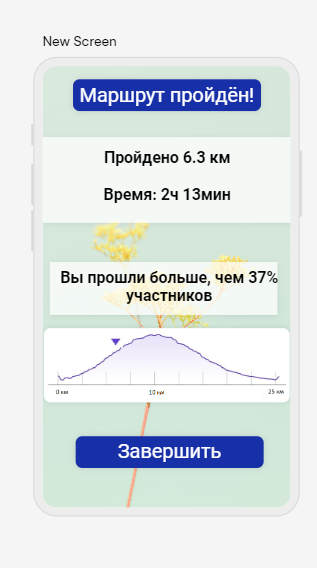 New Screen
Маршрут пройдён!
Пройдено 6.3 км
Время: 2ч 13мин
Вы прошли больше, чем 37%
участников
0 км 10 км 25 км
Завершить